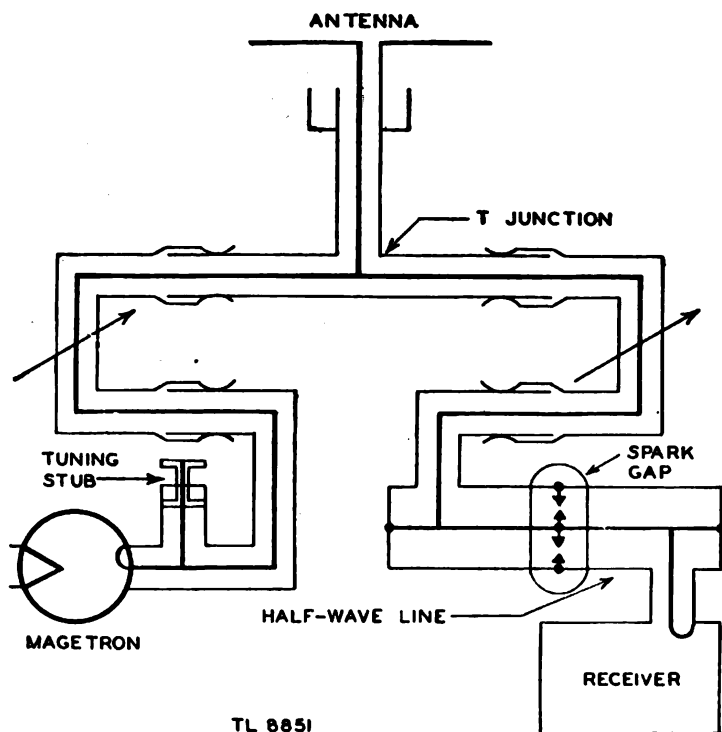 ANTENNA
T JUNCTION
TUNING
STUB
SPARK
GAP
HALF-WAVE LINE
MAGETRON
RECEIVER
TL 8851